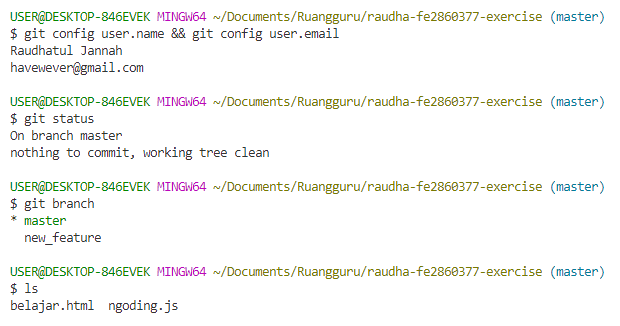 USER@DESKTOP-846EVEK MINGW64 ~/Documents/Ruangguru/raudha-fe2860377-exercise (master)
$ git config user.name && git config user.email
Raudhatul Jannah
havewever@gmail.com

USER@DESKTOP-846EVEK MINGW64 ~/Documents/Ruangguru/raudha-fe2860377-exercise (master)
$ git status
On branch master
nothing to commit, working tree clean

USER@DESKTOP-846EVEK MINGW64 ~/Documents/Ruangguru/raudha-fe2860377-exercise (master)
$ git branch
* master
  new_feature

USER@DESKTOP-846EVEK MINGW64 ~/Documents/Ruangguru/raudha-fe2860377-exercise (master)
$ ls
belajar.html  ngoding.js